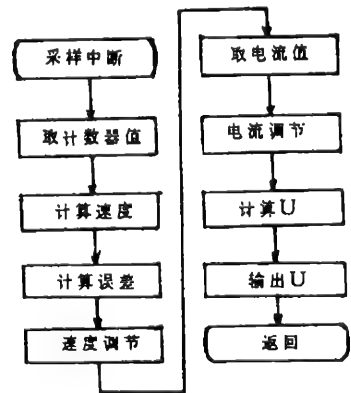 采样中断
取计数器值
计算速度
计算误差
速度调节
取电流值
电流调节
计算U
输出U
返回